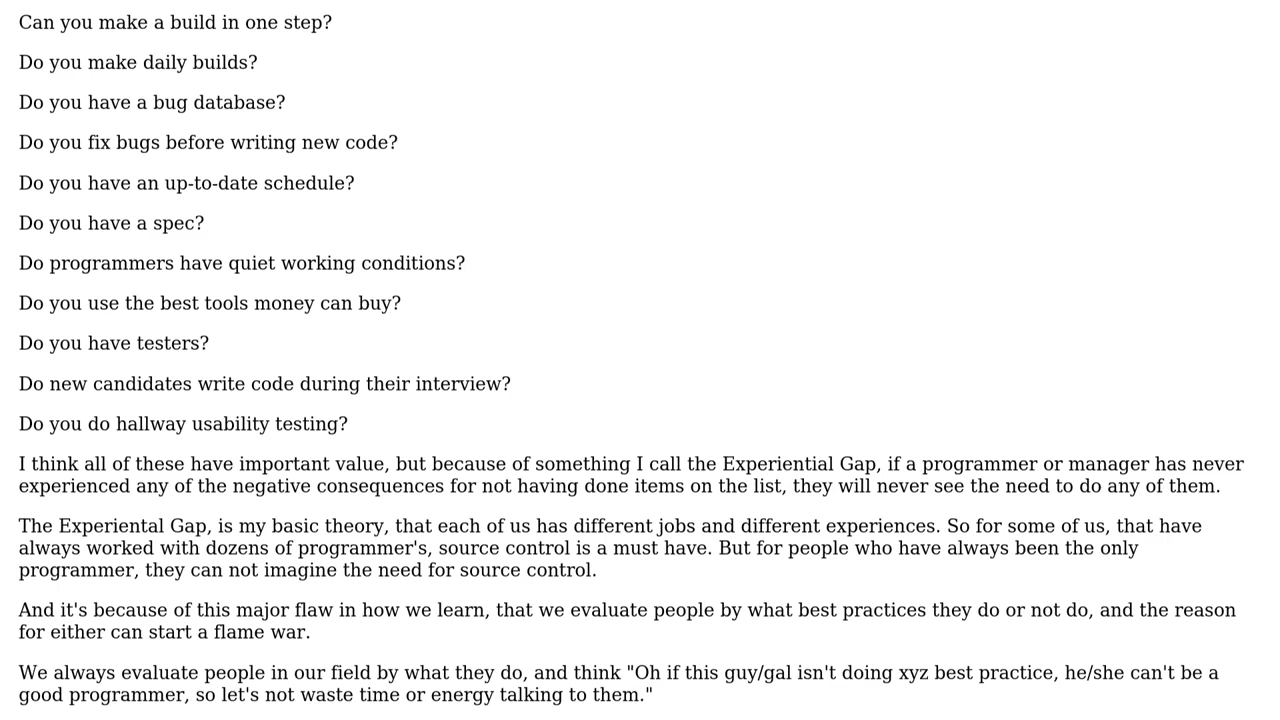 Can you make a build in one step?
Do you make daily builds?
Do you have a bug database?
Do you fix bugs before writing new code?
Do you have an up-to-date schedule?
Do you have a spec?
Do programmers have quiet working conditions?
Do you use the best tools money can buy?
Do you have testers?
Do new candidates write code during their interview?
Do you do hallway usability testing?
I think all of these have important value, but because of something I call the Experiential Gap, if a programmer or manager has never
experienced any of the negative consequences for not having done items on the list, they will never see the need to do any of them.
The Experiental Gap, is my basic theory, that each of us has different jobs and different experiences. So for some of us, that have
always worked with dozens of programmer's, source control is a must have. But for people who have always been the only
programmer, they can not imagine the need for source control.
And it's because of this major flaw in how we learn, that we evaluate people by what best practices they do or not do, and the reason
for either can start a flame war.
We always evaluate people in our field by what they do, and think "Oh if this guy/gal isn't doing xyz best practice, he/she can't be a
good programmer, so let's not waste time or energy talking to them."